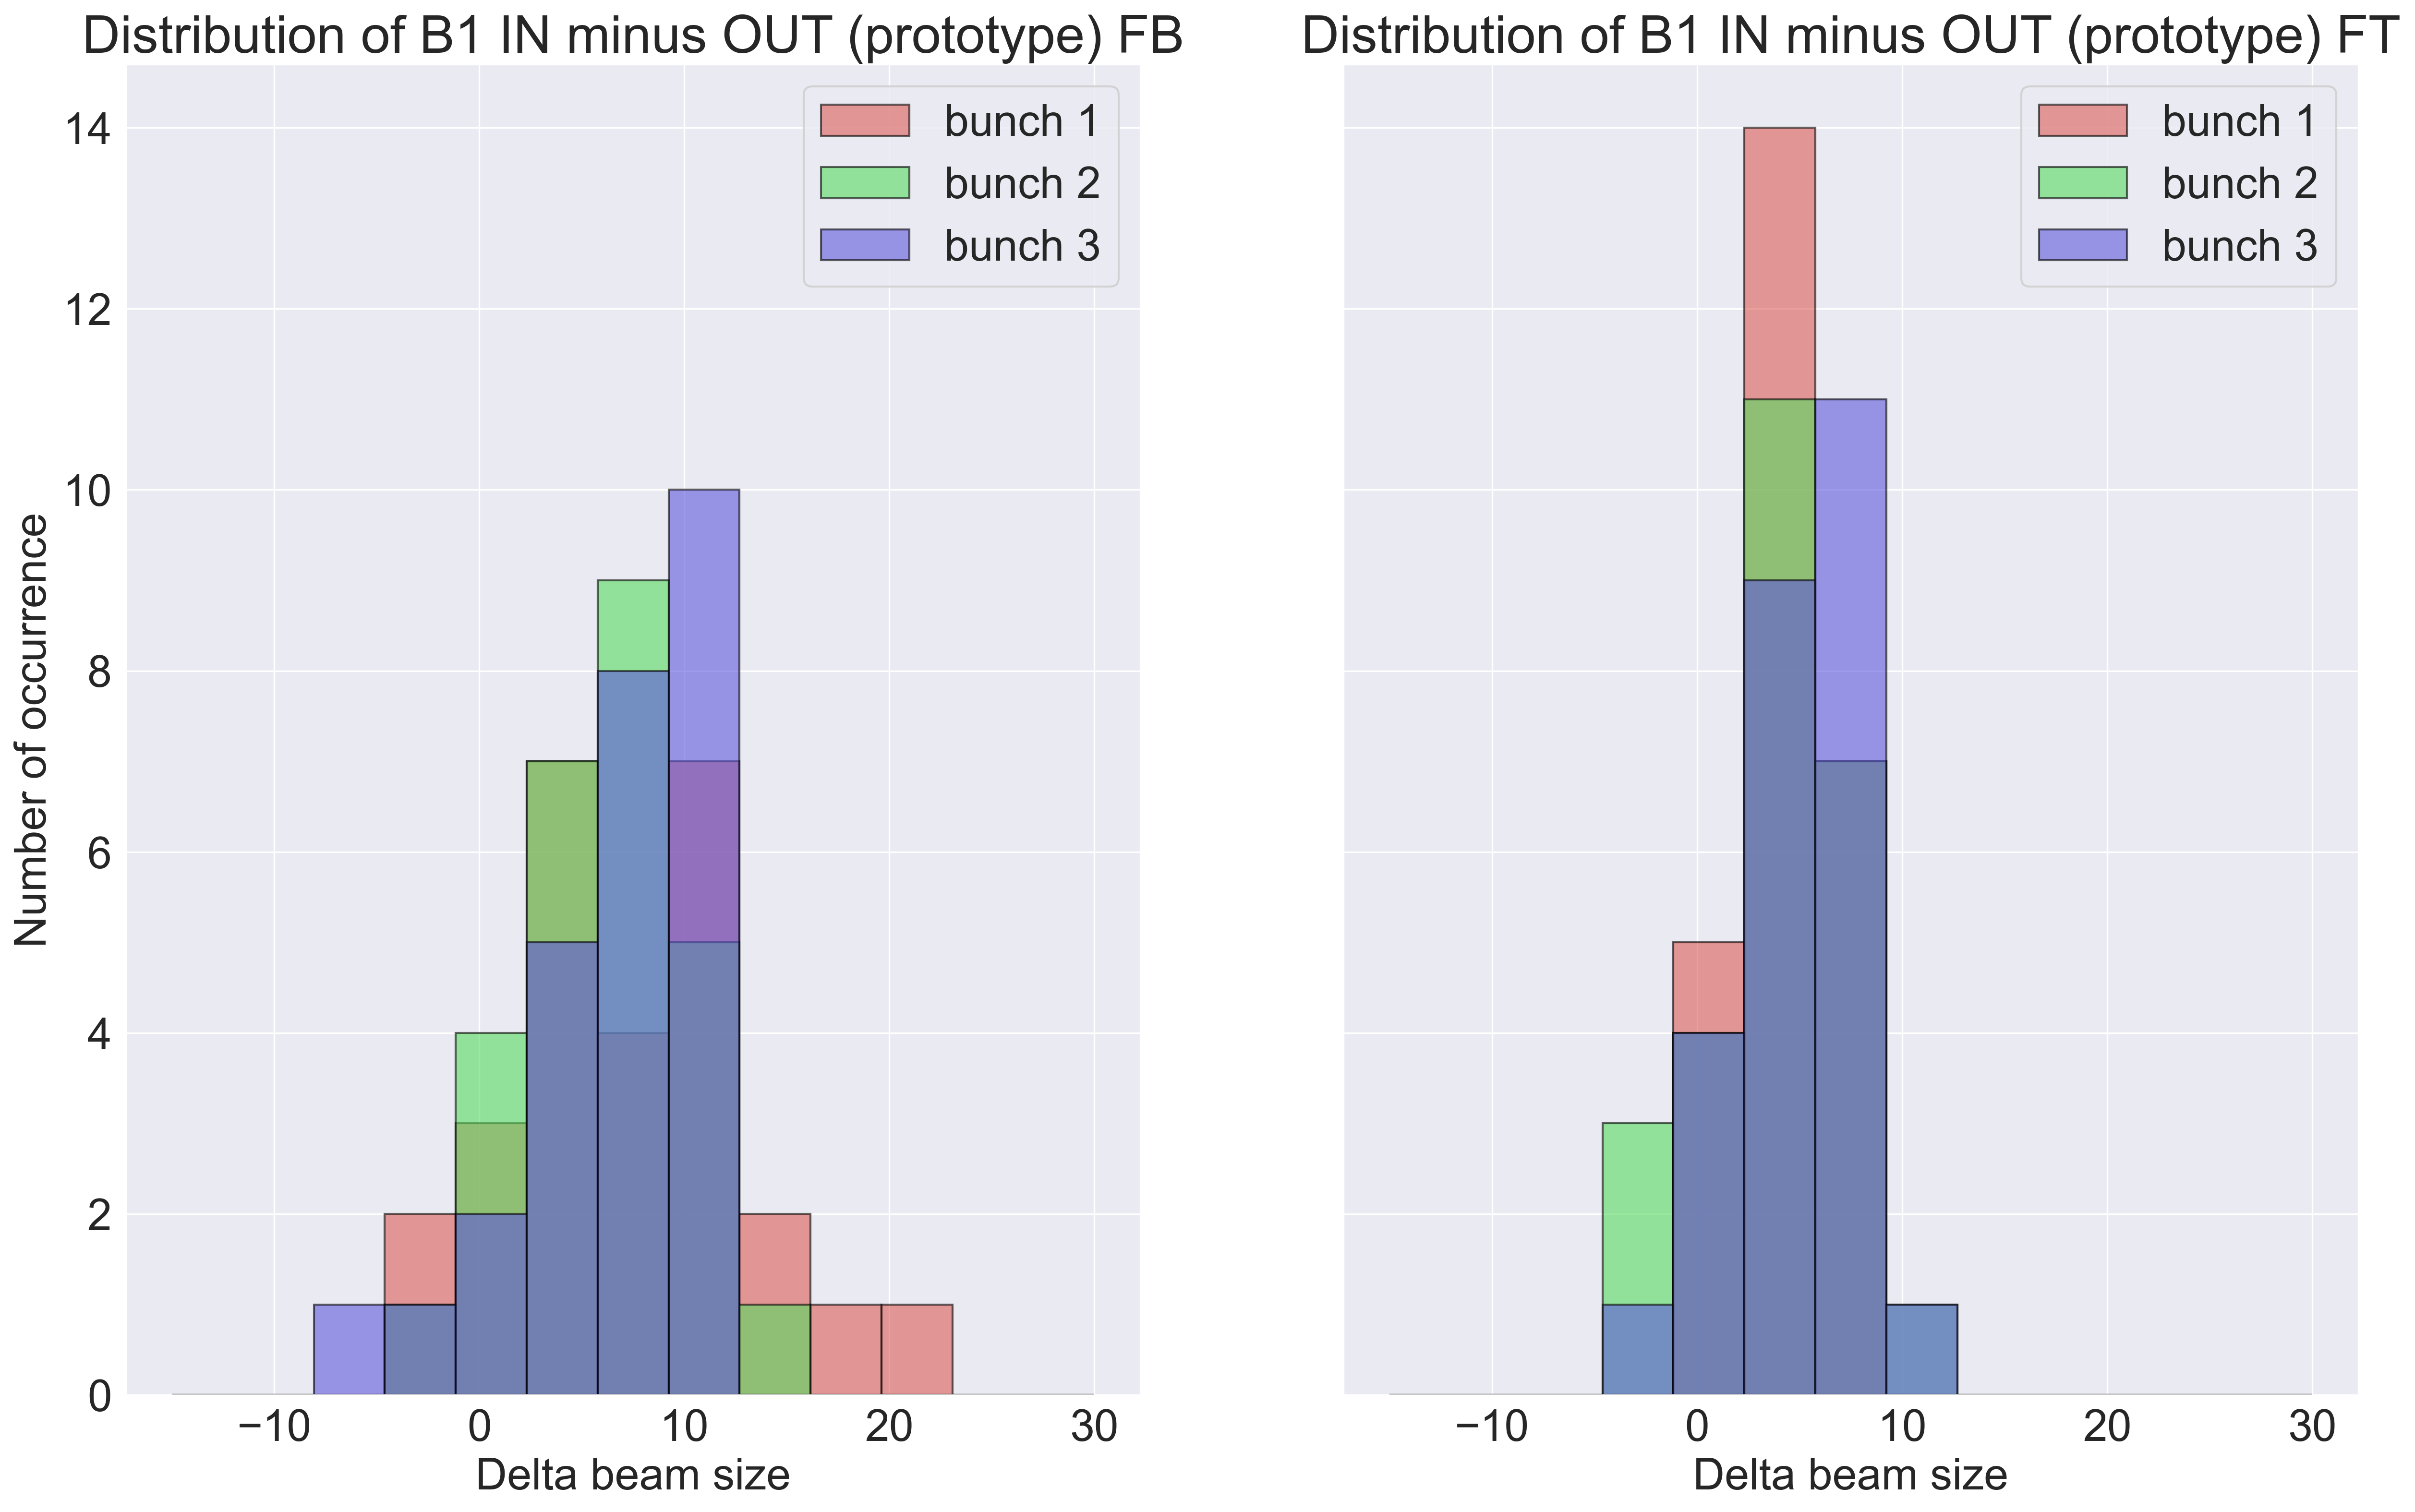 Distribution of B1 IN minus OUT (prototype) FB
bunch 1
bunch 2
bunch 3
14
12
10
8
6
4
2
0
Number of occurrence
−10 0 10 20 30
Delta beam size
Distribution of B1 IN minus OUT (prototype) FT
bunch 1
bunch 2
bunch 3
−10 0 10 20 30
Delta beam size